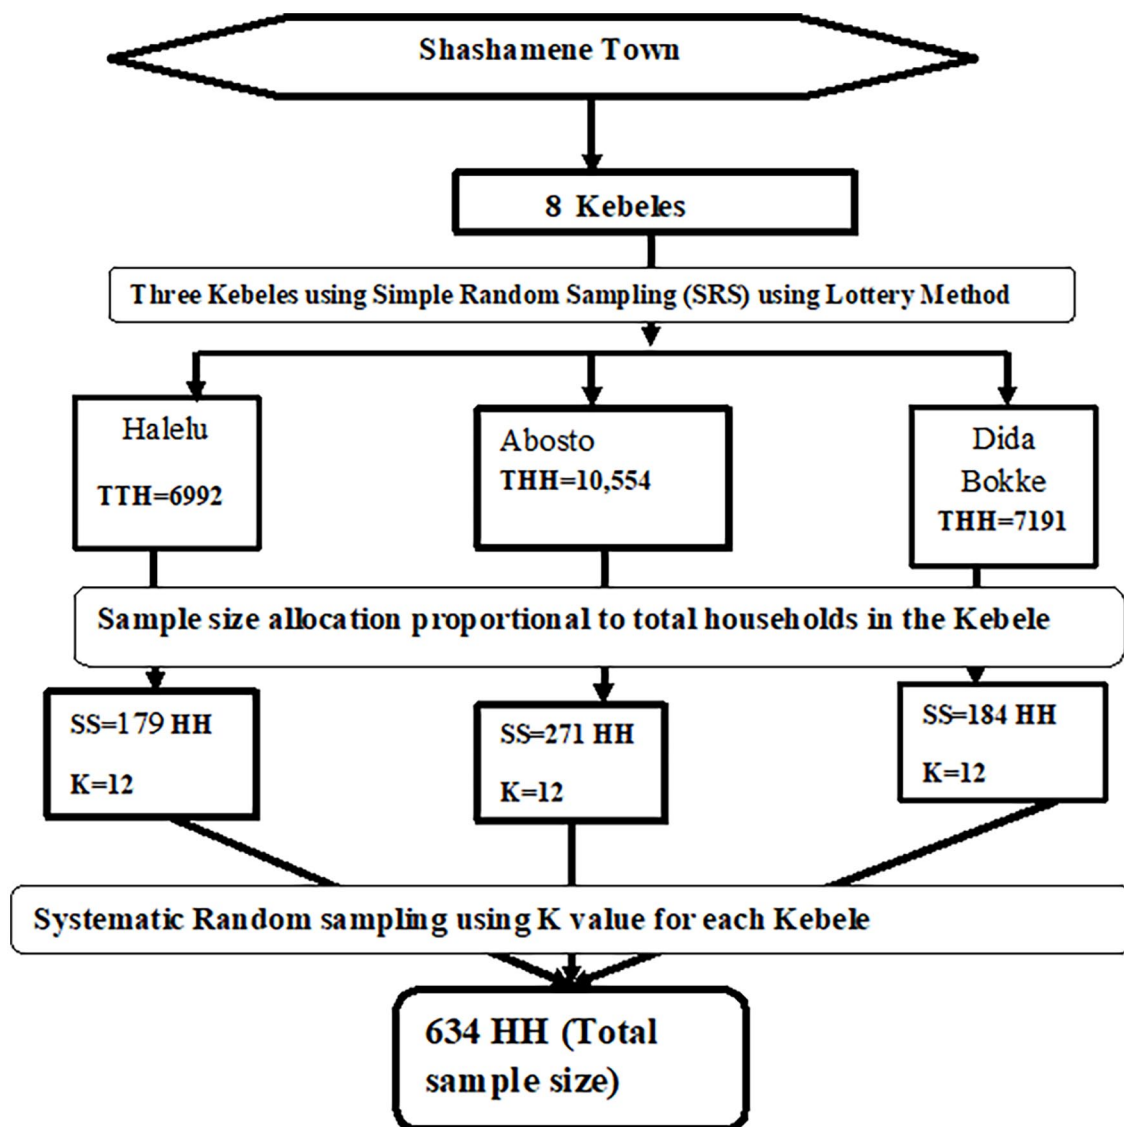 Shashamene Town
8 Kebeles
Three Kebeles using Simple Random Sampling (SRS) using Lottery Method
Halelu
TTH=6992
Abosto
THH=10,554
Dida
Bokke
THH=7191
Sample size allocation proportional to total households in the Kebele
SS=179 HH
K=12
SS=271 HH
K=12
SS=184 HH
K=12
Systematic Random sampling using K value for each Kebele
634 HH (Total
sample size)